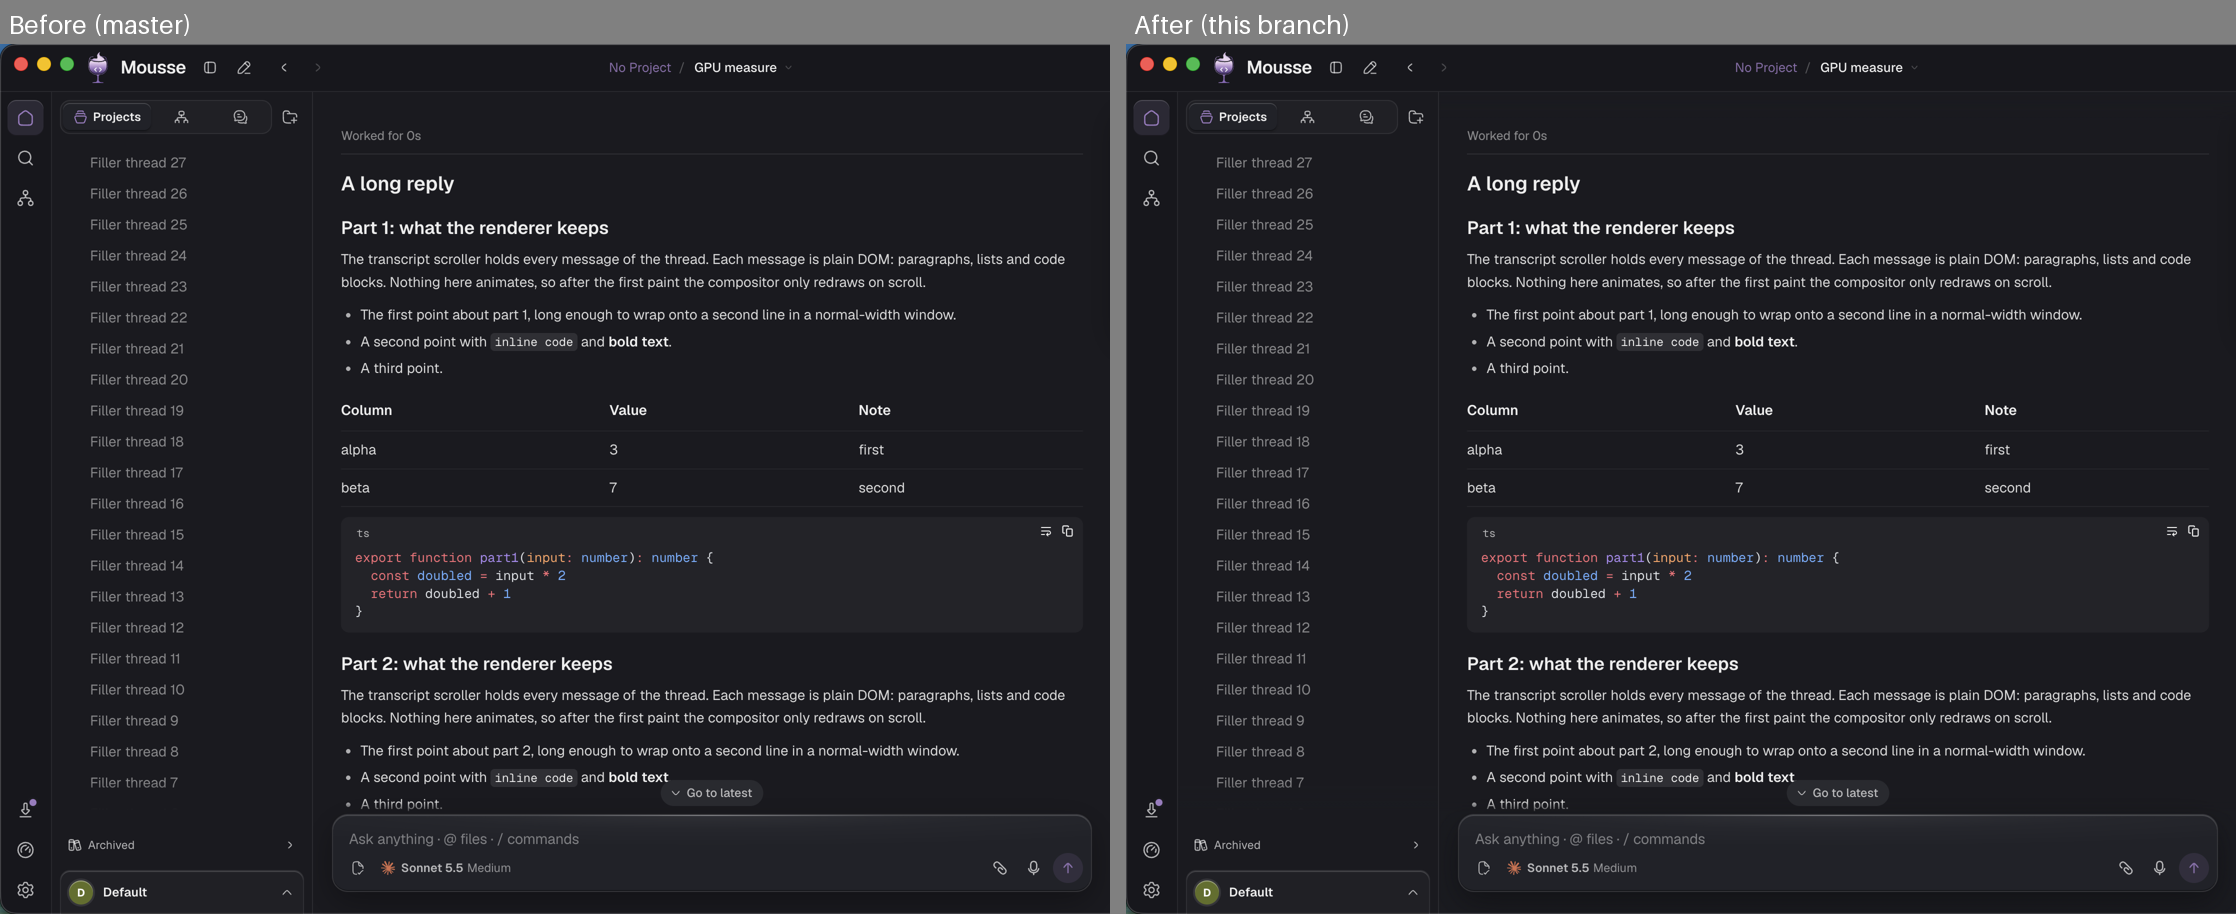 Before (master)
Mousse
No Project / GPU measure
Projects
Filler thread 27
Filler thread 26
Filler thread 25
Filler thread 24
Filler thread 23
Filler thread 22
Filler thread 21
Filler thread 20
Filler thread 19
Filler thread 18
Filler thread 17
Filler thread 16
Filler thread 15
Filler thread 14
Filler thread 13
Filler thread 12
Filler thread 11
Filler thread 10
Filler thread 9
Filler thread 8
Filler thread 7
Archived
D Default
Worked for 0s
A long reply
Part 1: what the renderer keeps
The transcript scroller holds every message of the thread. Each message is plain DOM: paragraphs, lists and code
blocks. Nothing here animates, so after the first paint the compositor only redraws on scroll.
• The first point about part 1, long enough to wrap onto a second line in a normal-width window.
• A second point with inline code and bold text.
• A third point.
Column Value Note
alpha 3 first
beta 7 second
ts
export function part1(input: number): number {
const doubled = input * 2
return doubled + 1
}
Part 2: what the renderer keeps
The transcript scroller holds every message of the thread. Each message is plain DOM: paragraphs, lists and code
blocks. Nothing here animates, so after the first paint the compositor only redraws on scroll.
• The first point about part 2, long enough to wrap onto a second line in a normal-width window.
• A second point with inline code and bold text
• A third point.
Go to latest
Ask anything · @ files · / commands
Sonnet 5.5 Medium
After (this branch)
Mousse
No Project / GPU measure
Projects
Filler thread 27
Filler thread 26
Filler thread 25
Filler thread 24
Filler thread 23
Filler thread 22
Filler thread 21
Filler thread 20
Filler thread 19
Filler thread 18
Filler thread 17
Filler thread 16
Filler thread 15
Filler thread 14
Filler thread 13
Filler thread 12
Filler thread 11
Filler thread 10
Filler thread 9
Filler thread 8
Filler thread 7
Archived
D Default
Worked for 0s
A long reply
Part 1: what the renderer keeps
The transcript scroller holds every message of the thread. Each message is plain DOM: paragraphs, lists and code
blocks. Nothing here animates, so after the first paint the compositor only redraws on scroll.
• The first point about part 1, long enough to wrap onto a second line in a normal-width window.
• A second point with inline code and bold text.
• A third point.
Column Value Note
alpha 3 first
beta 7 second
ts
export function part1(input: number): number {
const doubled = input * 2
return doubled + 1
}
Part 2: what the renderer keeps
The transcript scroller holds every message of the thread. Each message is plain DOM: paragraphs, lists and code
blocks. Nothing here animates, so after the first paint the compositor only redraws on scroll.
• The first point about part 2, long enough to wrap onto a second line in a normal-width window.
• A second point with inline code and bold text
• A third point.
Go to latest
Ask anything · @ files · / commands
Sonnet 5.5 Medium